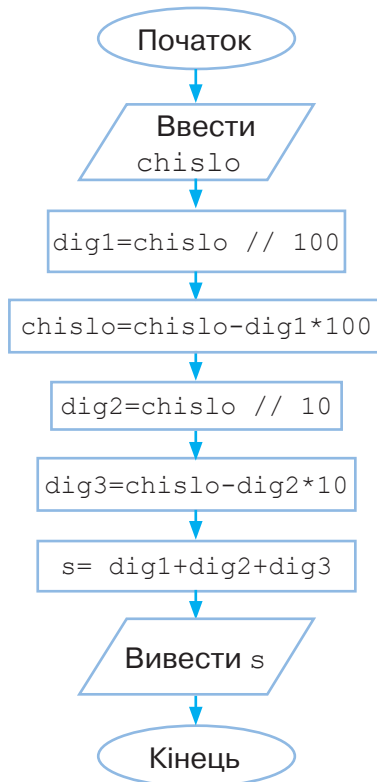 Початок
Ввести
chislo
dig1=chislo // 100
chislo=chislo-dig1*100
dig2=chislo // 10
dig3=chislo-dig2*10
s= dig1+dig2+dig3
Вивести s
Кінець